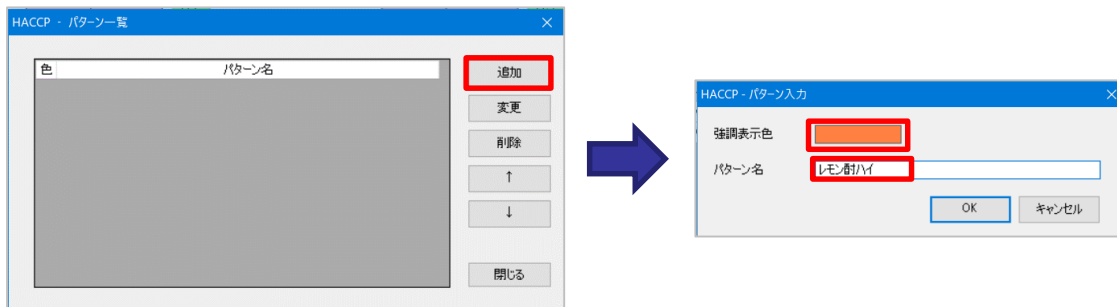 HACCP - パターン一覧
色 パターン名
追加
変更
削除
↑
↓
閉じる
HACCP - パターン入力
強調表示色
パターン名 レモン酎ハイ
OK キャンセル